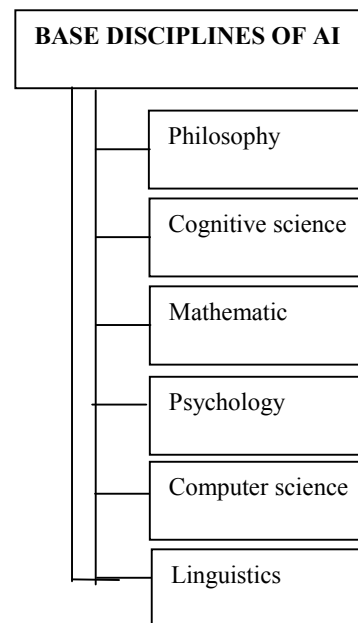 BASE DISCIPLINES OF AI
Philosophy
Cognitive science
Mathematic
Psychology
Computer science
Linguistics